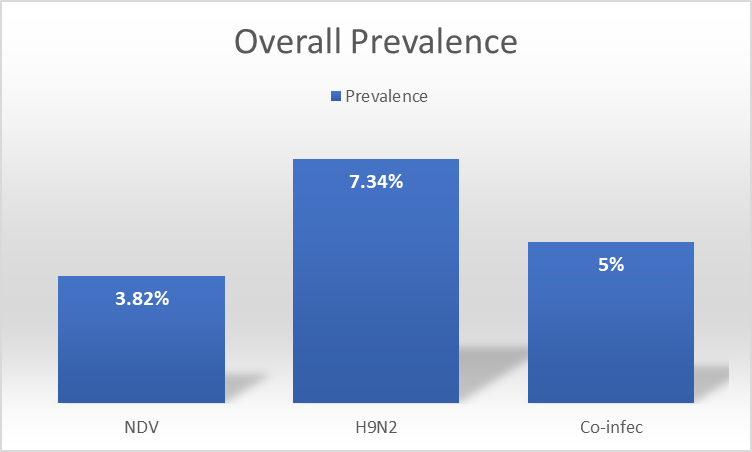 Overall Prevalence
Prevalence
3.82%
7.34%
5%
NDV
H9N2
Co-infec